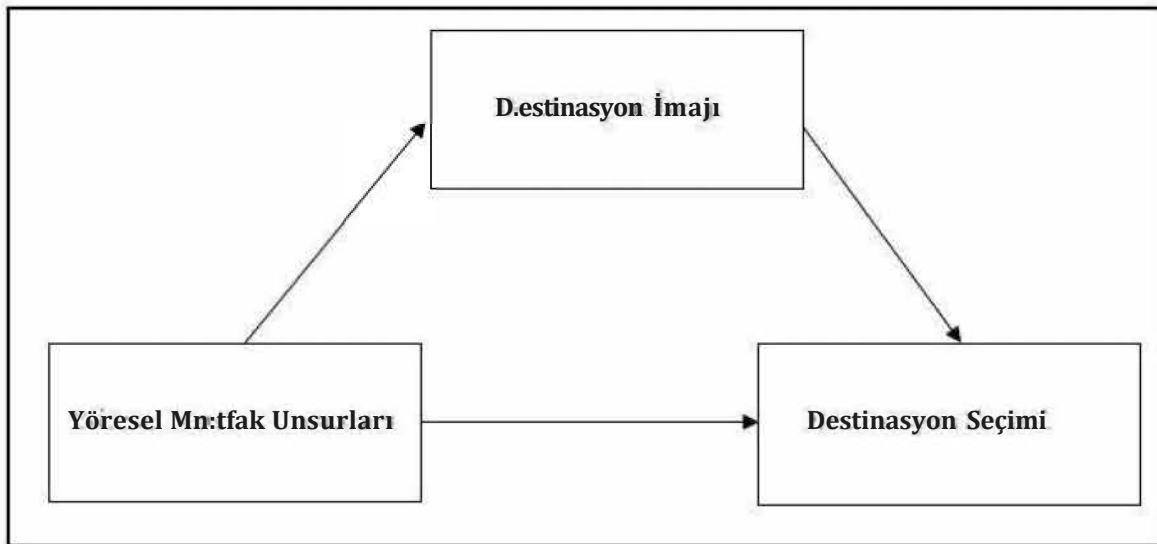 D.estinasyon İmajı
Yöresel Mn:tfak Unsurları
Destinasyon Seçimi